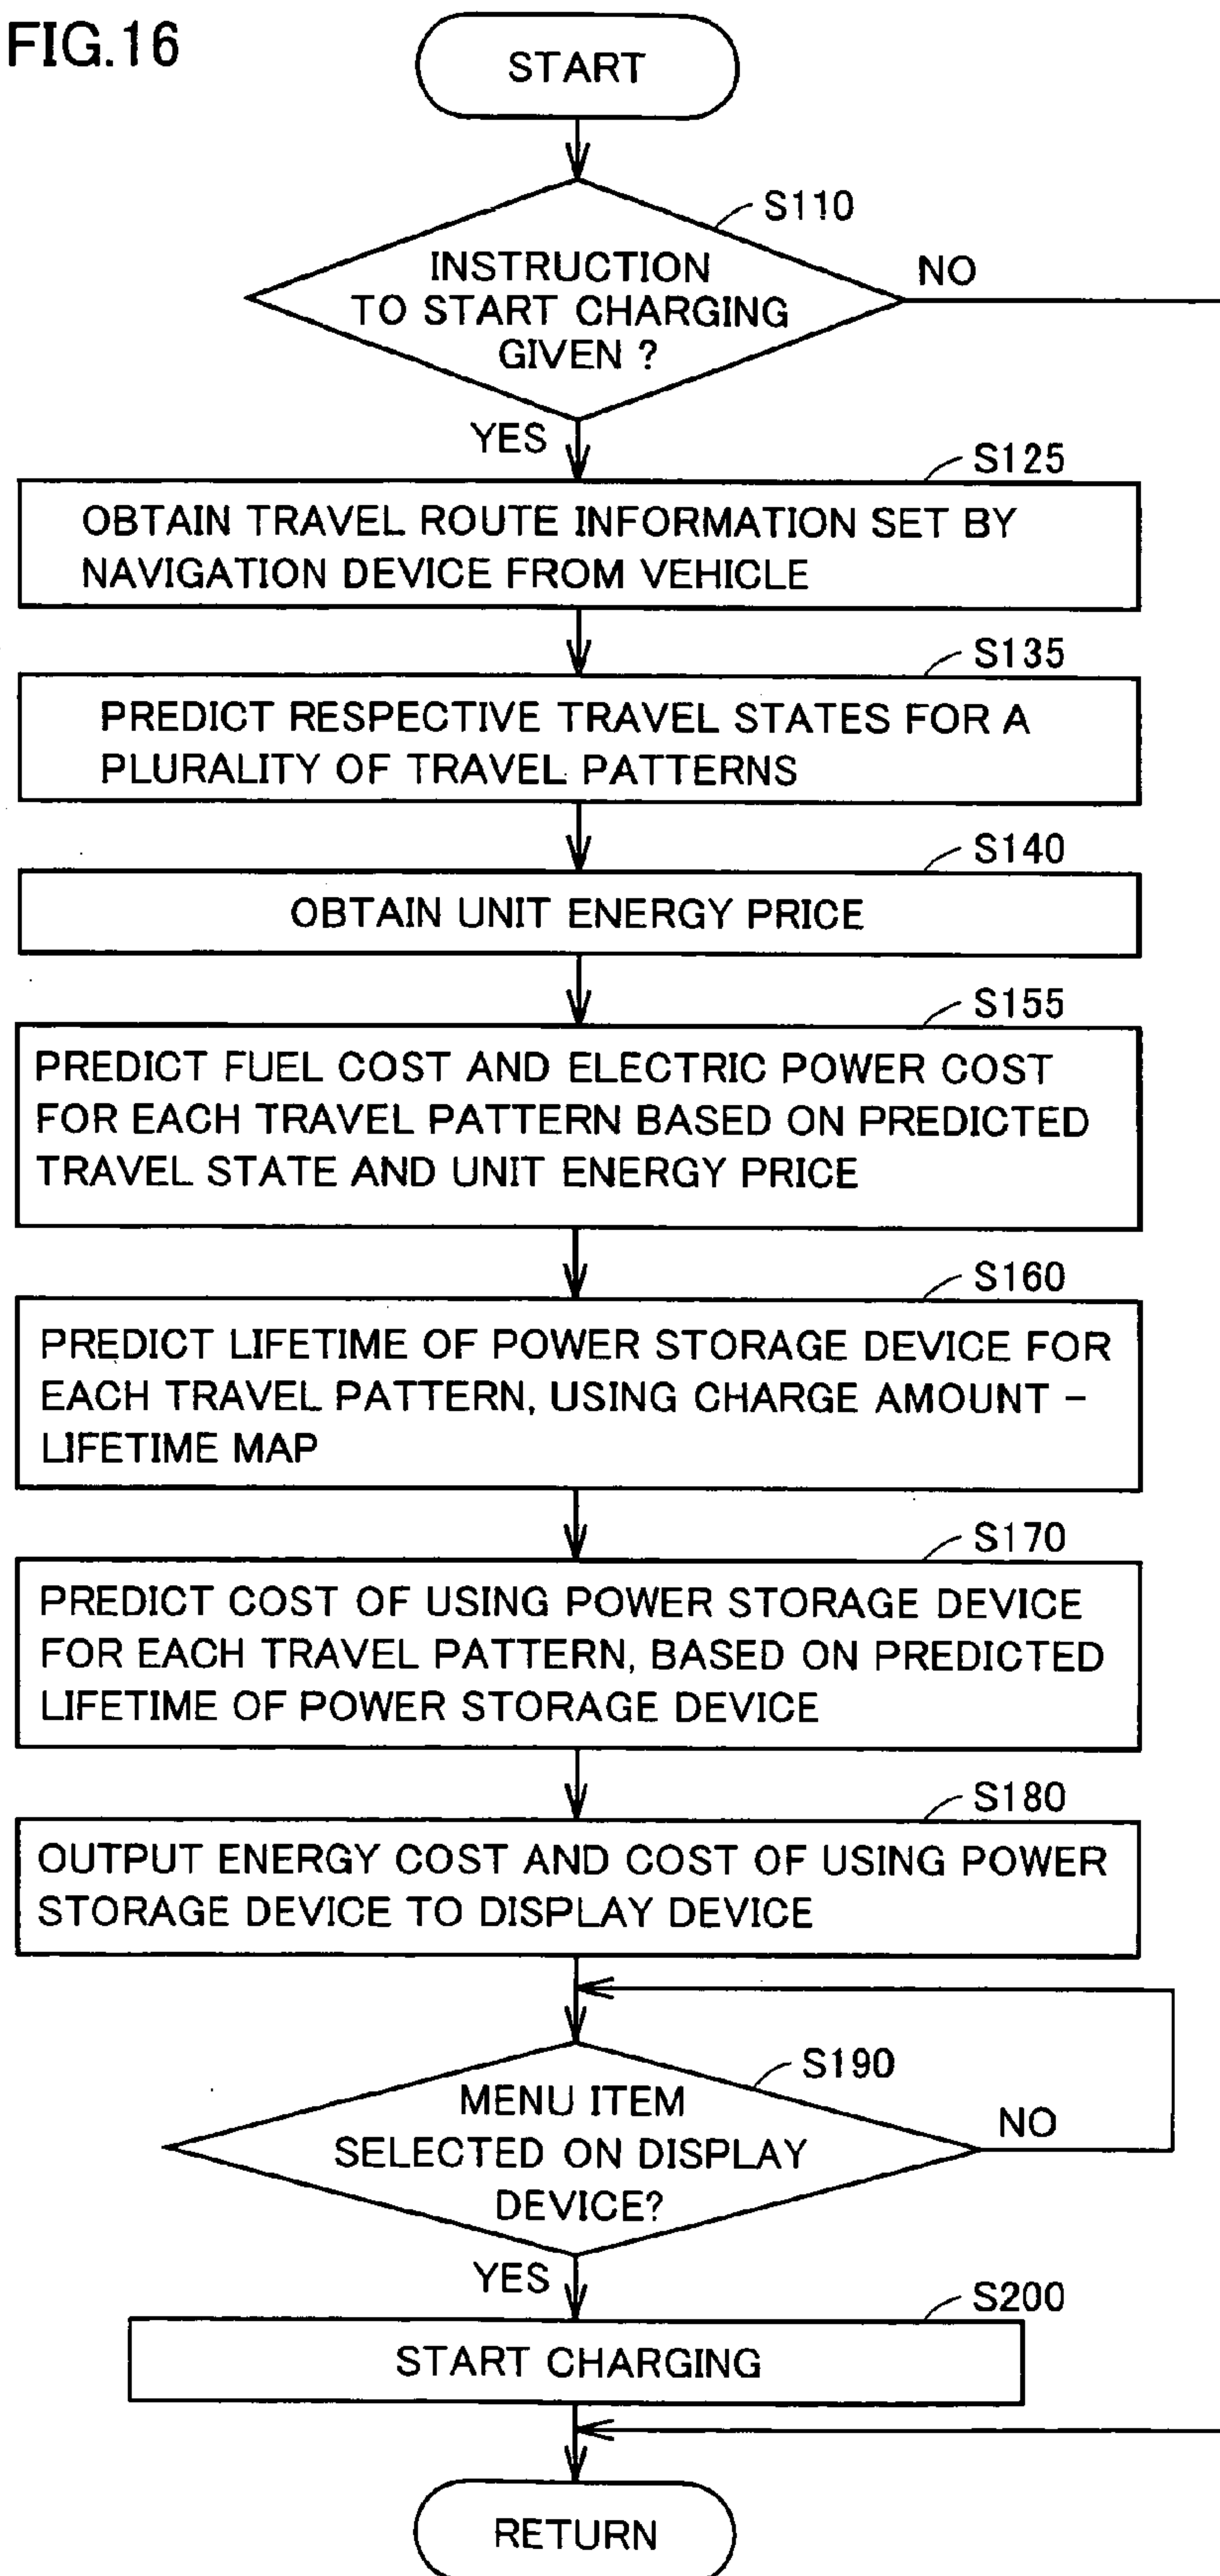 FIG.16
START
S110
INSTRUCTION
TO START CHARGING
GIVEN ?
NO
YES
S125
OBTAIN TRAVEL ROUTE INFORMATION SET BY
NAVIGATION DEVICE FROM VEHICLE
S135
PREDICT RESPECTIVE TRAVEL STATES FOR A
PLURALITY OF TRAVEL PATTERNS
S140
OBTAIN UNIT ENERGY PRICE
S155
PREDICT FUEL COST AND ELECTRIC POWER COST
FOR EACH TRAVEL PATTERN BASED ON PREDICTED
TRAVEL STATE AND UNIT ENERGY PRICE
S160
PREDICT LIFETIME OF POWER STORAGE DEVICE FOR
EACH TRAVEL PATTERN, USING CHARGE AMOUNT -
LIFETIME MAP
S170
PREDICT COST OF USING POWER STORAGE DEVICE
FOR EACH TRAVEL PATTERN, BASED ON PREDICTED
LIFETIME OF POWER STORAGE DEVICE
S180
OUTPUT ENERGY COST AND COST OF USING POWER
STORAGE DEVICE TO DISPLAY DEVICE
S190
MENU ITEM
SELECTED ON DISPLAY
DEVICE?
NO
YES
S200
START CHARGING
RETURN